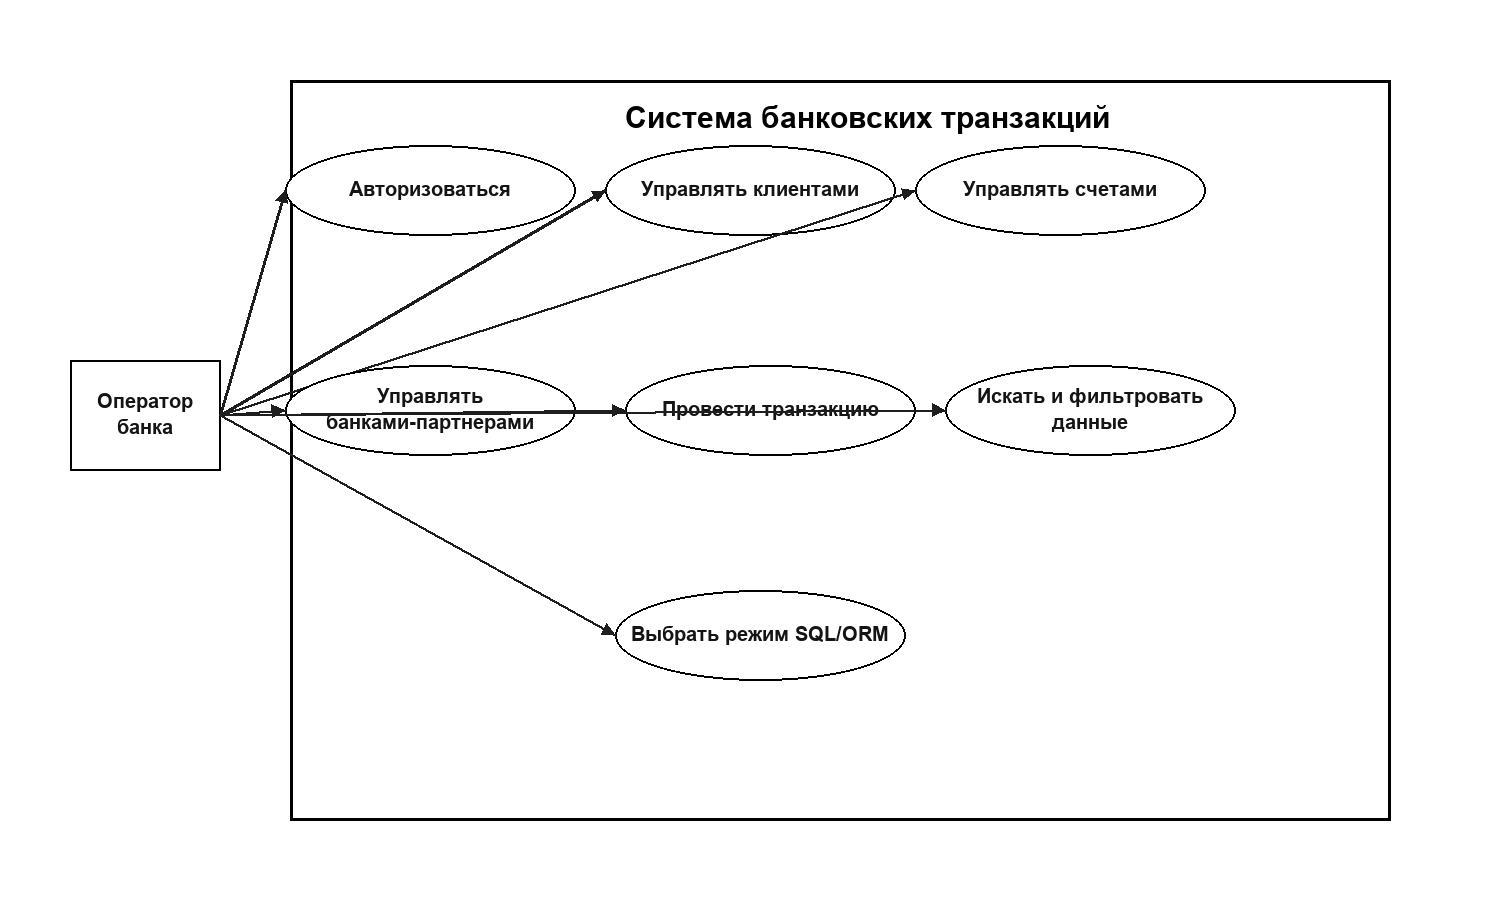 Система банковских транзакций
Авторизоваться
Управлять клиентами
Управлять счетами
Оператор
банка
Управлять
банками-партнерами
Провести транзакцию
Искать и фильтровать
данные
Выбрать режим SQL/ORM